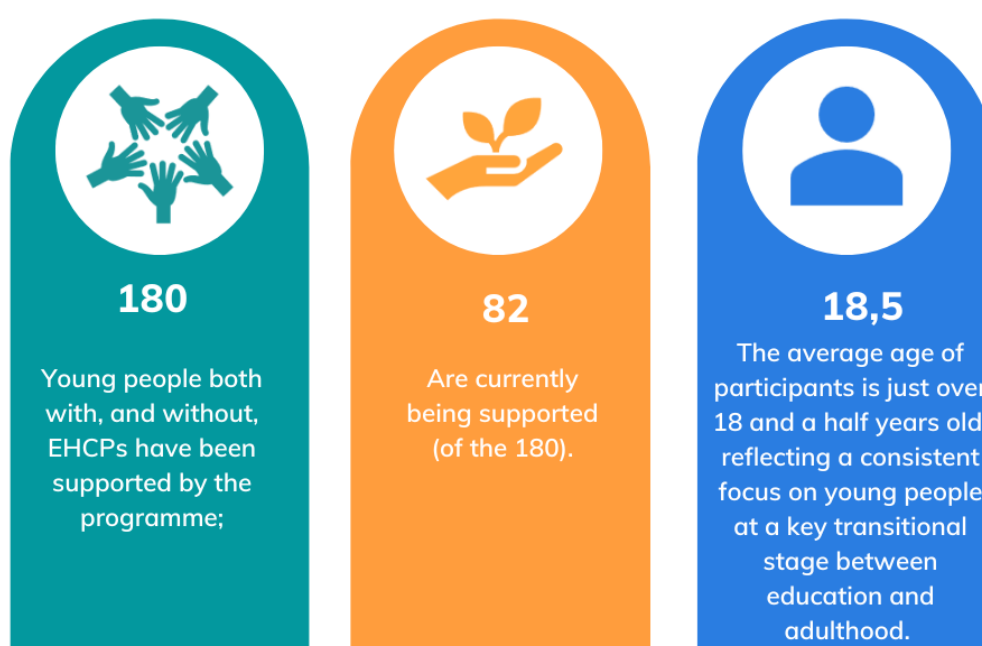 180
Young people both
with, and without,
EHCPs have been
supported by the
programme;
82
Are currently
being supported
(of the 180).
18,5
The average age of
participants is just over
18 and a half years old
reflecting a consistent
focus on young people
at a key transitional
stage between
education and
adulthood.